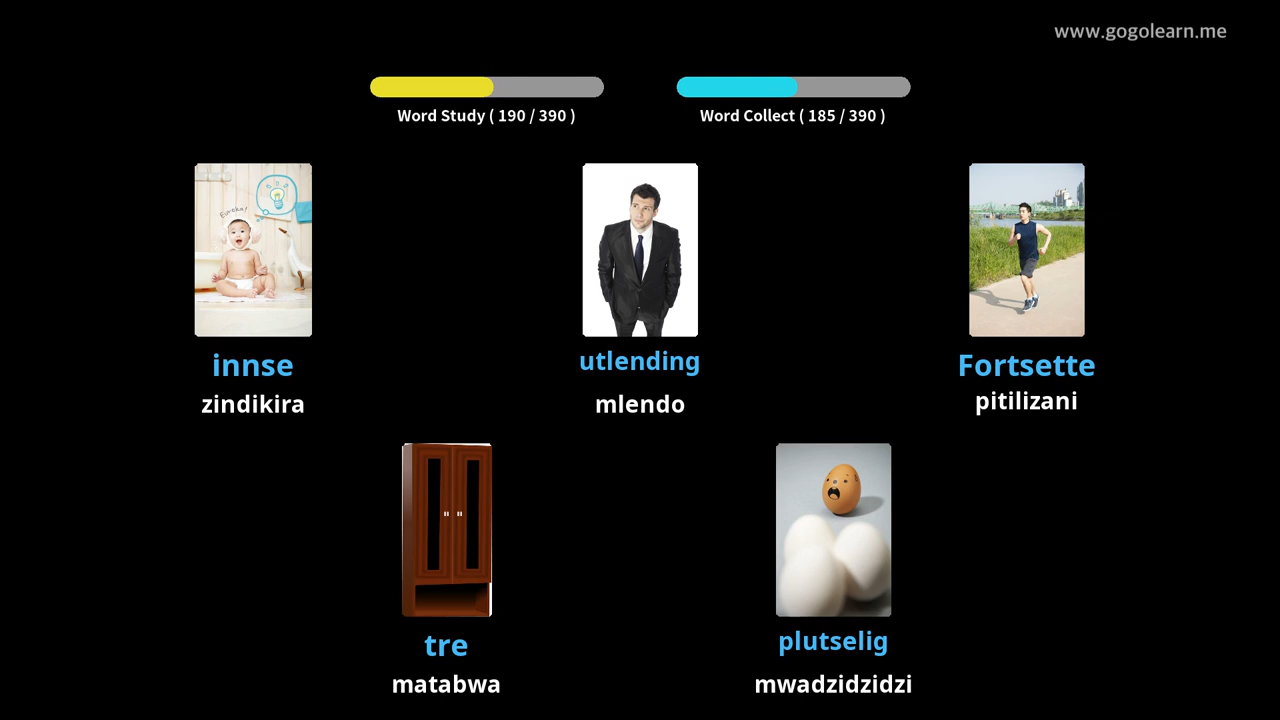 www.gogolearn.me
Word Study ( 190 / 390 )
Word Collect ( 185 / 390 )
Eureka!
innse
zindikira
utlending
mlendo
Fortsette
pitilizani
tre
matabwa
plutselig
mwadzidzidzi